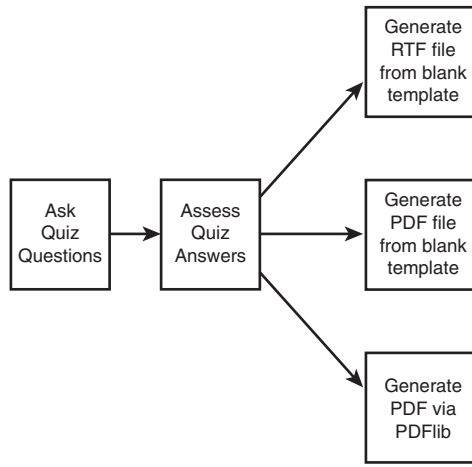 Generate
RTF file
from blank
template
Ask
Quiz
Questions
Assess
Quiz
Answers
Generate
PDF file
from blank
template
Generate
PDF via
PDFlib